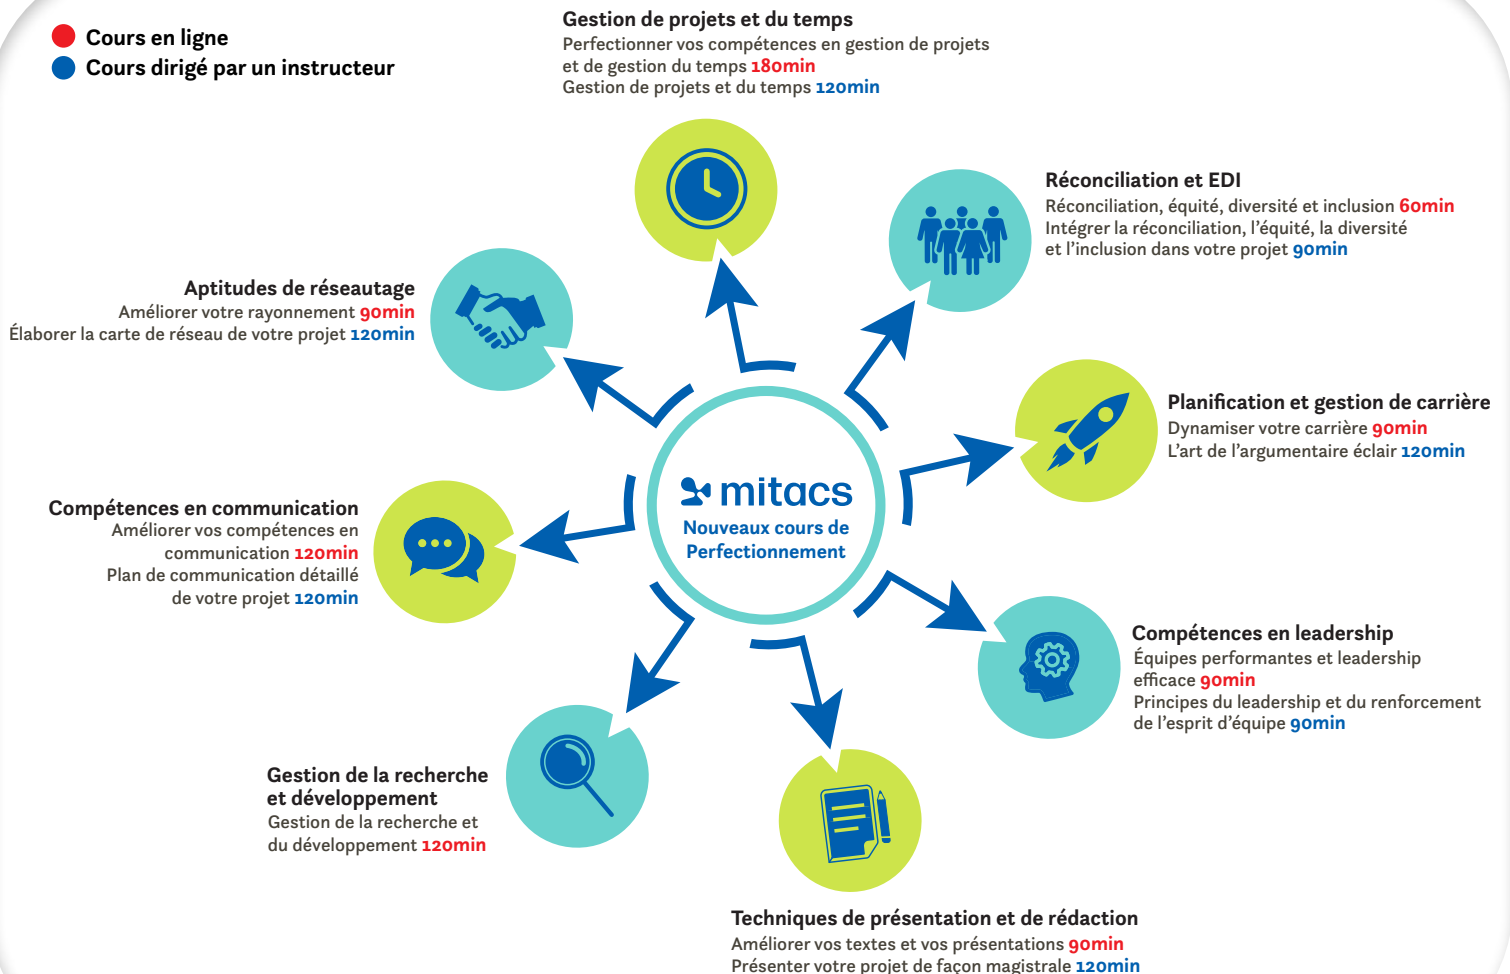 Cours en ligne
Cours dirigé par un instructeur
Gestion de projets et du temps
Perfectionner vos compétences en gestion de projets
et de gestion du temps 180min
Gestion de projets et du temps 120min
Réconciliation et EDI
Réconciliation, équité, diversité et inclusion 60min
Intégrer la réconciliation, l'équité, la diversité
et l'inclusion dans votre projet 90min
Aptitudes de réseautage
Améliorer votre rayonnement 90min
Élaborer la carte de réseau de votre projet 120min
Planification et gestion de carrière
Dynamiser votre carrière 90min
L'art de l'argumentaire éclair 120min
mitacs
Nouveaux cours de
Perfectionnement
Compétences en communication
Améliorer vos compétences en
communication 120min
Plan de communication détaillé
de votre projet 120min
Compétences en leadership
Équipes performantes et leadership
efficace 90min
Principes du leadership et du renforcement
de l'esprit d'équipe 90min
Gestion de la recherche
et développement
Gestion de la recherche et
du développement 120min
Techniques de présentation et de rédaction
Améliorer vos textes et vos présentations 90min
Présenter votre projet de façon magistrale 120min